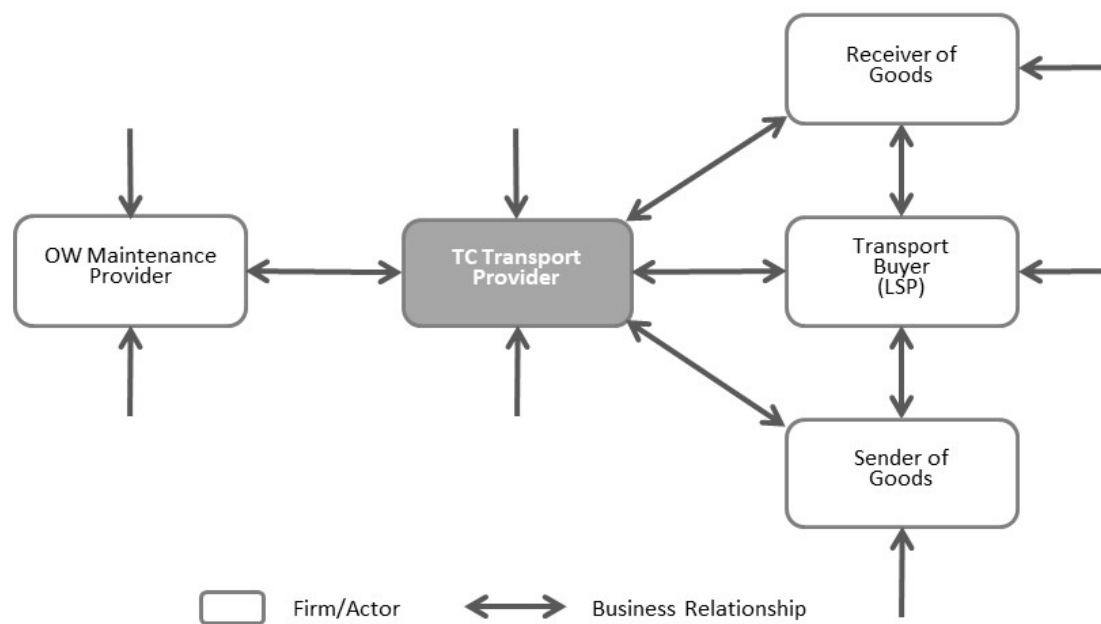 Receiver of
Goods
OW Maintenance
Provider
TC Transport
Provider
Transport
Buyer
(LSP)
Sender of
Goods
Firm/Actor
Business Relationship